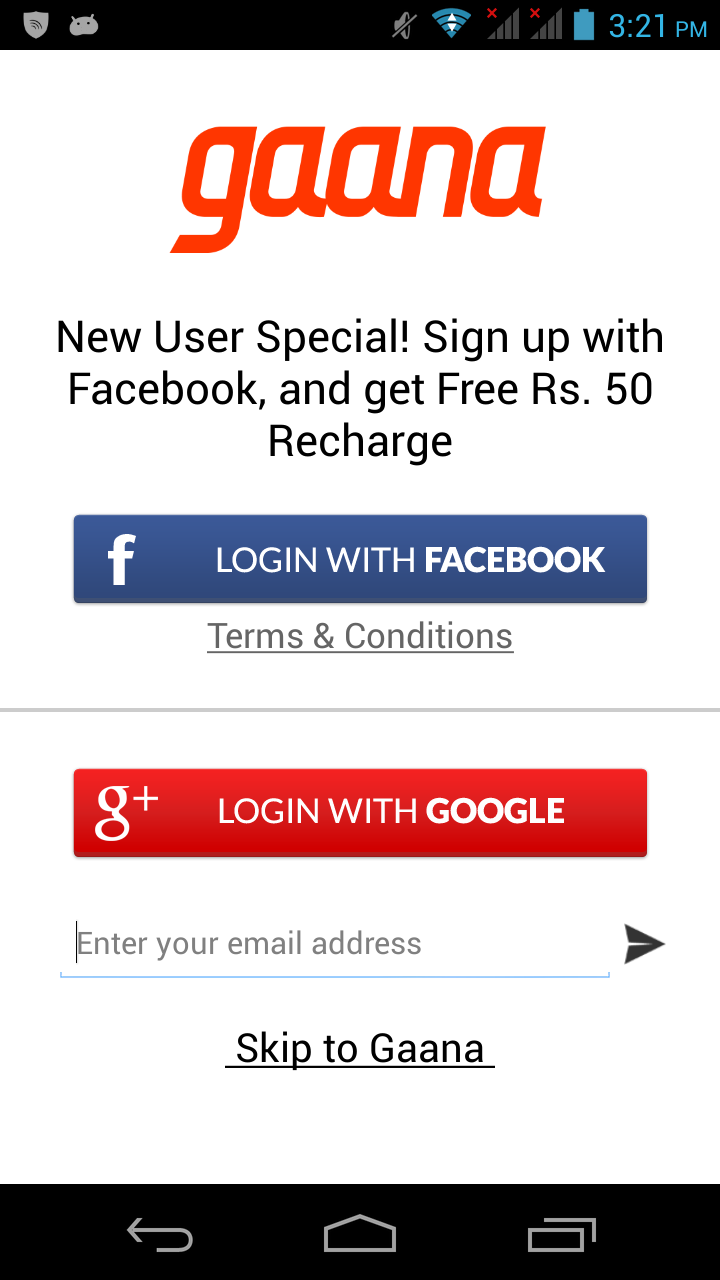 3:21 PM
gaana
New User Special! Sign up with
Facebook, and get Free Rs. 50
Recharge
f LOGIN WITH FACEBOOK
Terms & Conditions
g+ LOGIN WITH GOOGLE
Enter your email address
Skip to Gaana